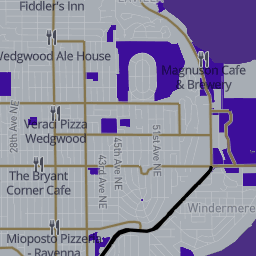 Fiddler's Inn
Wedgwood Ale House
Magnuson Cafe
& Brewery
28th Ave NE
Veraci Pizza
Wedgwood
45th Ave NE
51st Ave NE
43rd Ave NE
The Bryant
Corner Cafe
Windermere
Mioposto Pizzeria
- Ravenna